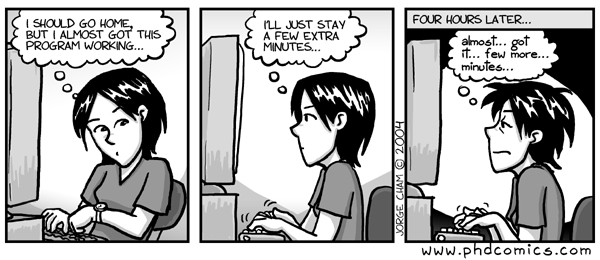 I SHOULD GO HOME,
BUT I ALMOST GOT THIS
PROGRAM WORKING...
I'LL JUST STAY
A FEW EXTRA
MINUTES...
FOUR HOURS LATER...
almost... got
it... few more...
minutes...
JORGE CHAM © 2004
www.phdcomics.com